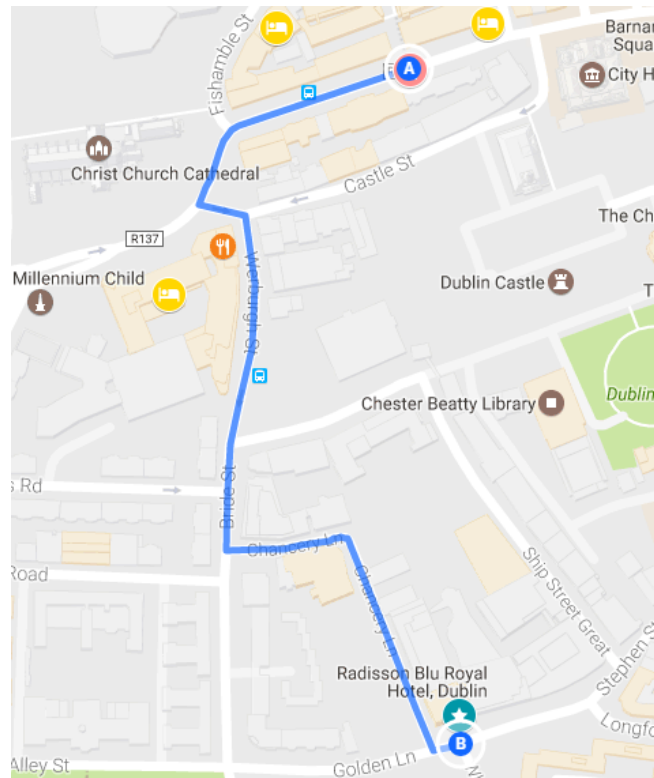 Barna
Squa
A
City H
Fishamble St
Christ Church Cathedral
Castle St
R137
The Ch
Millennium Child
Werburgh St
Dublin Castle
T
Chester Beatty Library
Dublin
s Rd
Bride St
Chancery Ln
Road
Chancery Ln
Ship Street Great
Radisson Blu Royal
Hotel, Dublin
Stephen St
Longfo
B
Golden Ln
Alley St
N